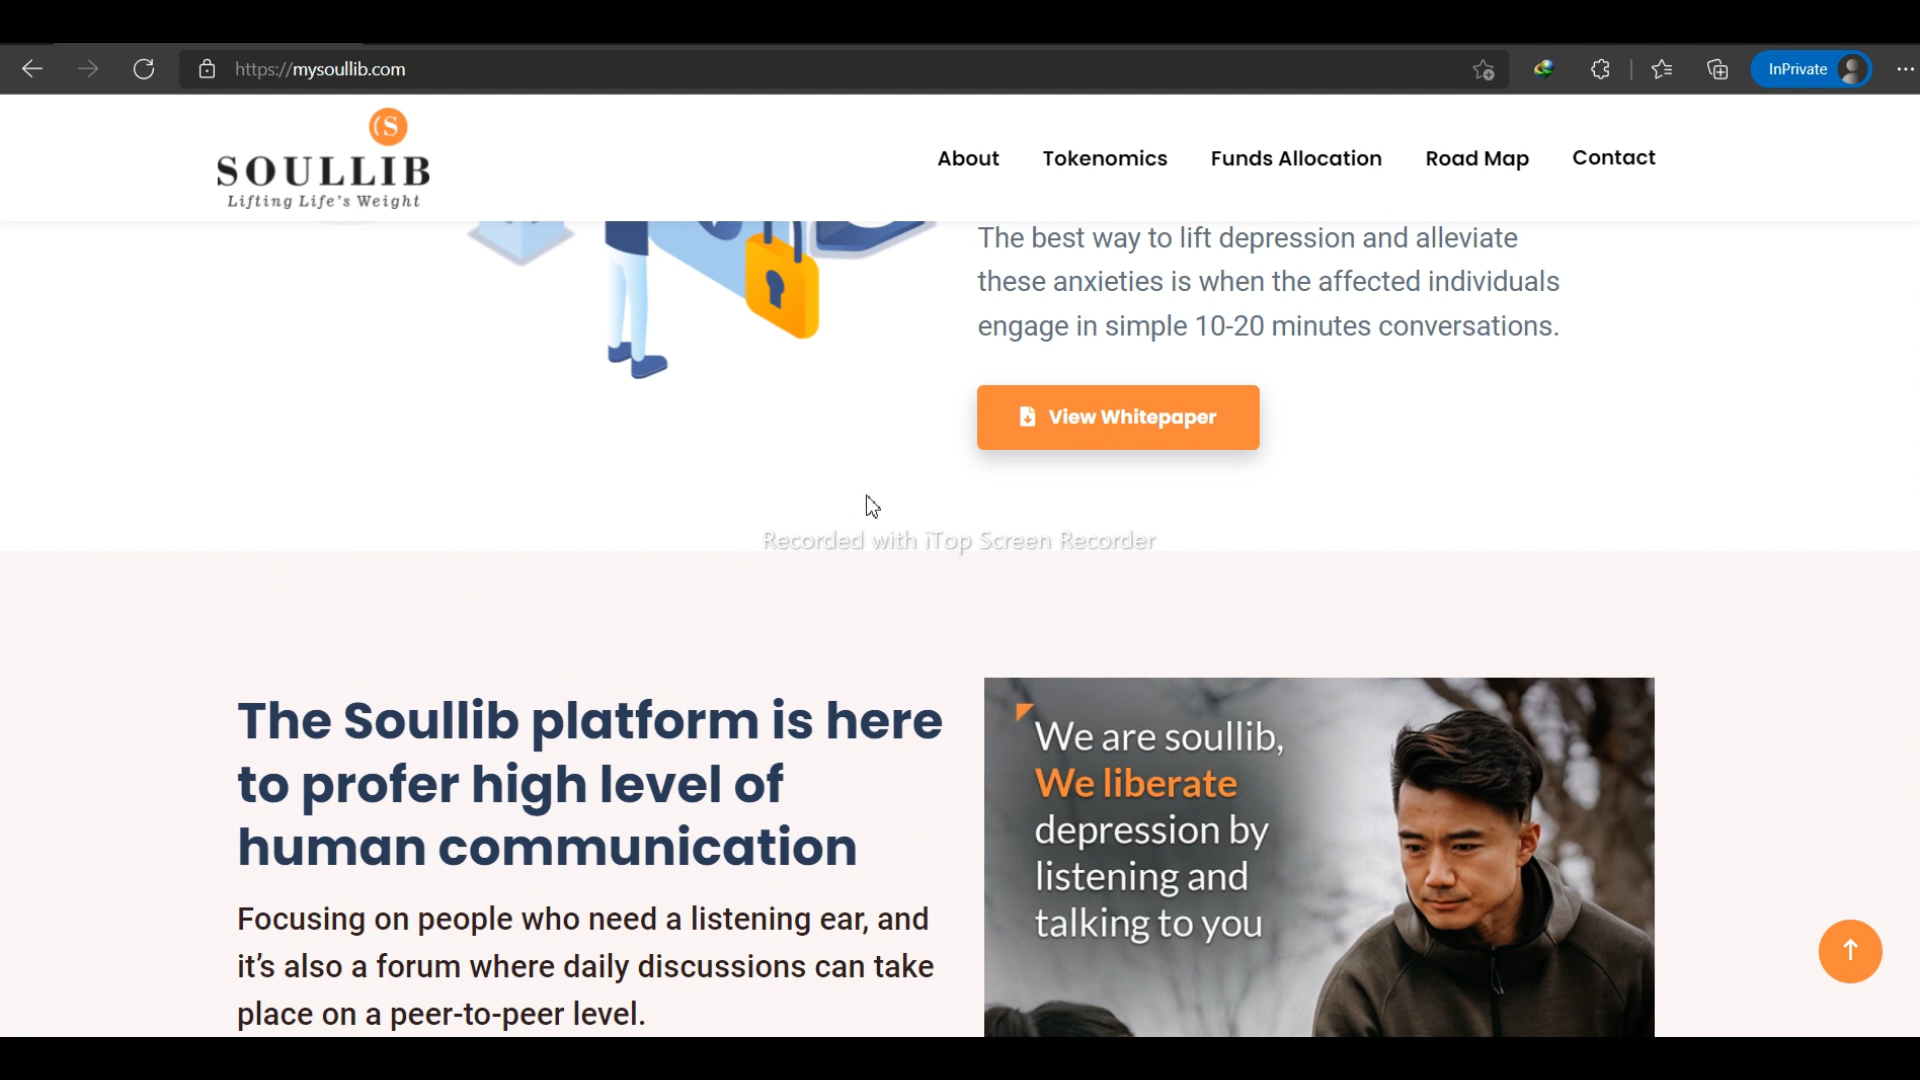 https://mysoullib.com
InPrivate
(S
SOULLIB
Lifting Life's Weight
About
Tokenomics
Funds Allocation
Road Map
Contact
The best way to lift depression and alleviate
these anxieties is when the affected individuals
engage in simple 10-20 minutes conversations.
View Whitepaper
Recorded with iTop Screen Recorder
The Soullib platform is here
to profer high level of
human communication
Focusing on people who need a listening ear, and
it’s also a forum where daily discussions can take
place on a peer-to-peer level.
We are soullib,
We liberate
depression by
listening and
talking to you